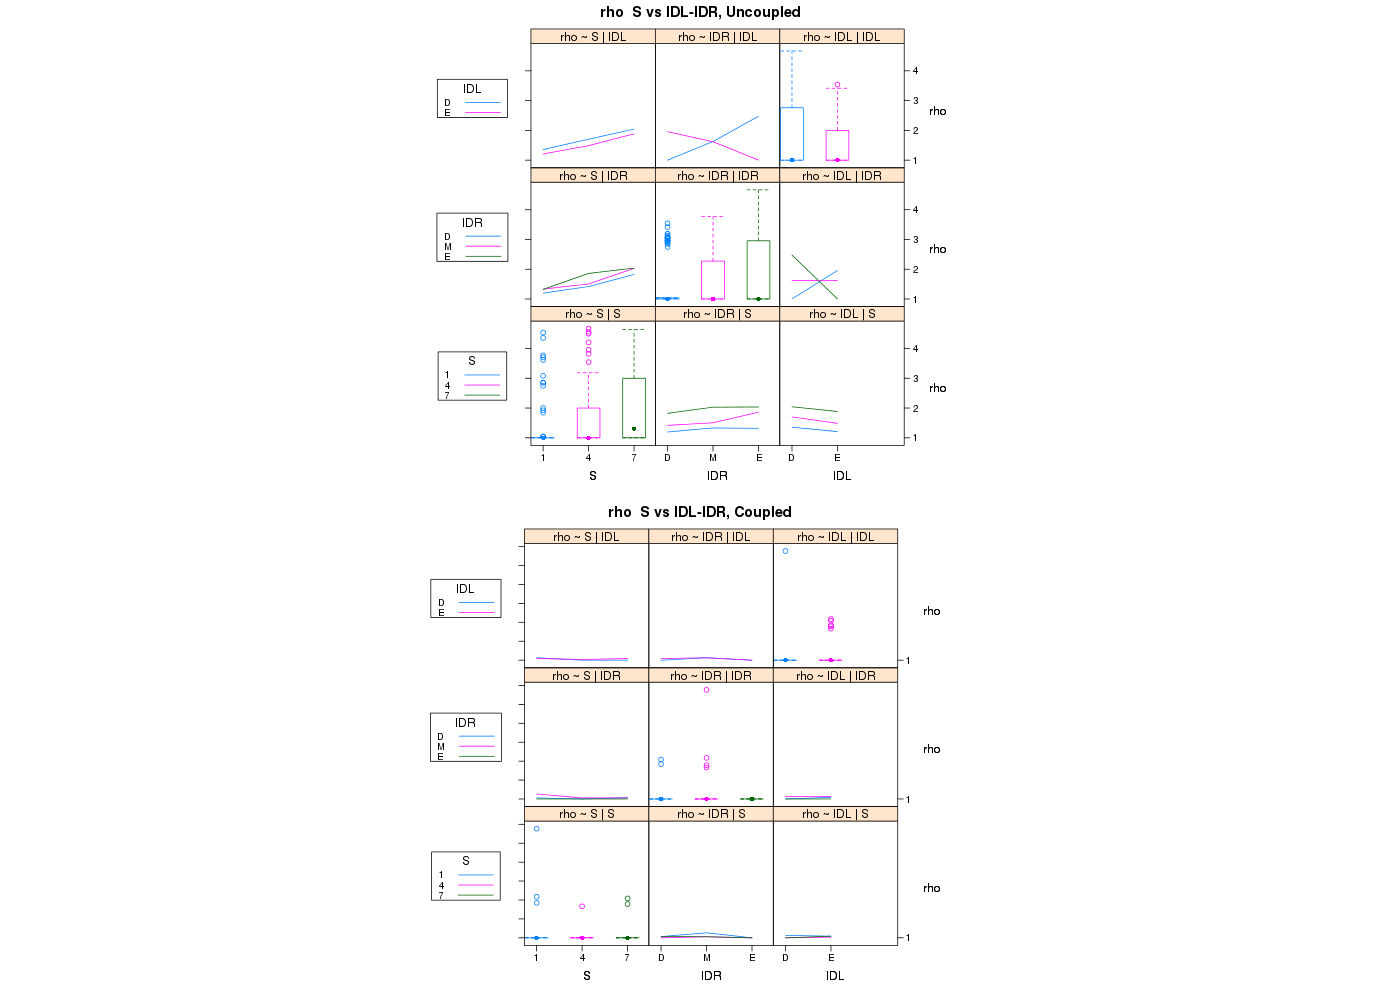 rho  S vs IDL-IDR, Uncoupled
rho ~ S | IDL
rho ~ IDR | IDL
rho ~ IDL | IDL
IDL
D
E
4
3
2
1
rho
rho ~ S | IDR
rho ~ IDR | IDR
rho ~ IDL | IDR
IDR
D
M
E
4
3
2
1
rho
rho ~ S | S
rho ~ IDR | S
rho ~ IDL | S
S
1
4
7
4
3
2
1
rho
1 4 7
D M E
D E
S
IDR
IDL
rho  S vs IDL-IDR, Coupled
rho ~ S | IDL
rho ~ IDR | IDL
rho ~ IDL | IDL
IDL
D
E
1
rho
rho ~ S | IDR
rho ~ IDR | IDR
rho ~ IDL | IDR
IDR
D
M
E
1
rho
rho ~ S | S
rho ~ IDR | S
rho ~ IDL | S
S
1
4
7
1
rho
1 4 7
D M E
D E
S
IDR
IDL